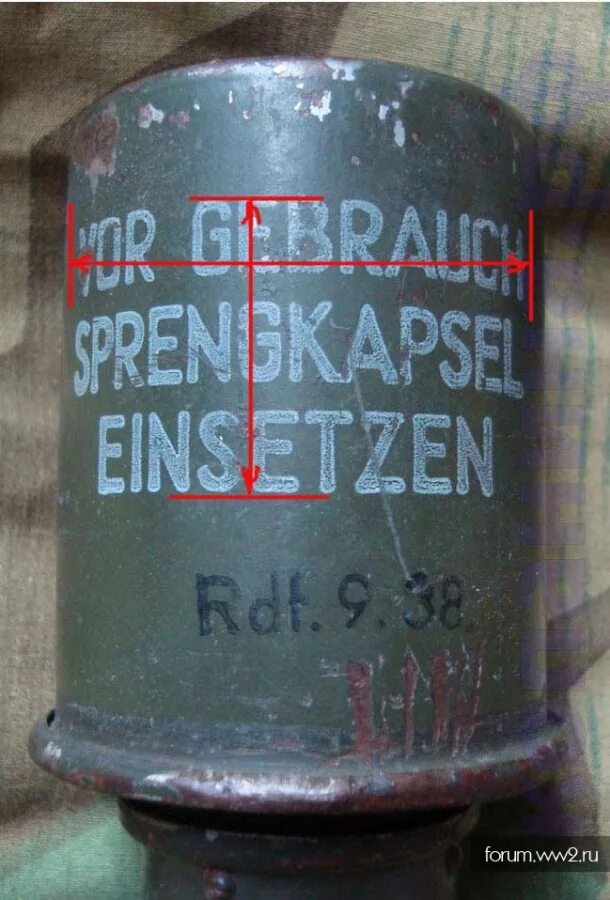 VOR GEBRAUCH
SPRENGKAPSEL
EINSETZEN
Rdf. 9. 38.
forum.ww2.ru